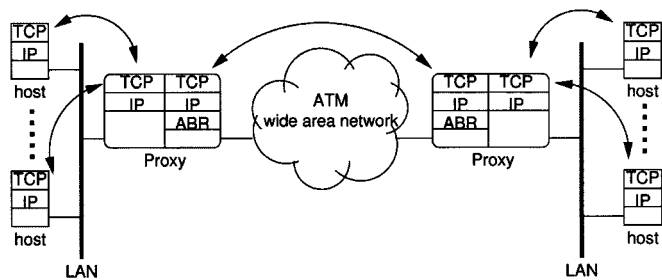 TCP
IP
host
TCP
IP
host
LAN
TCP TCP
IP IP
ABR
Proxy
ATM
wide area network
TCP TCP
IP IP
ABR
Proxy
TCP
IP
host
TCP
IP
host
LAN